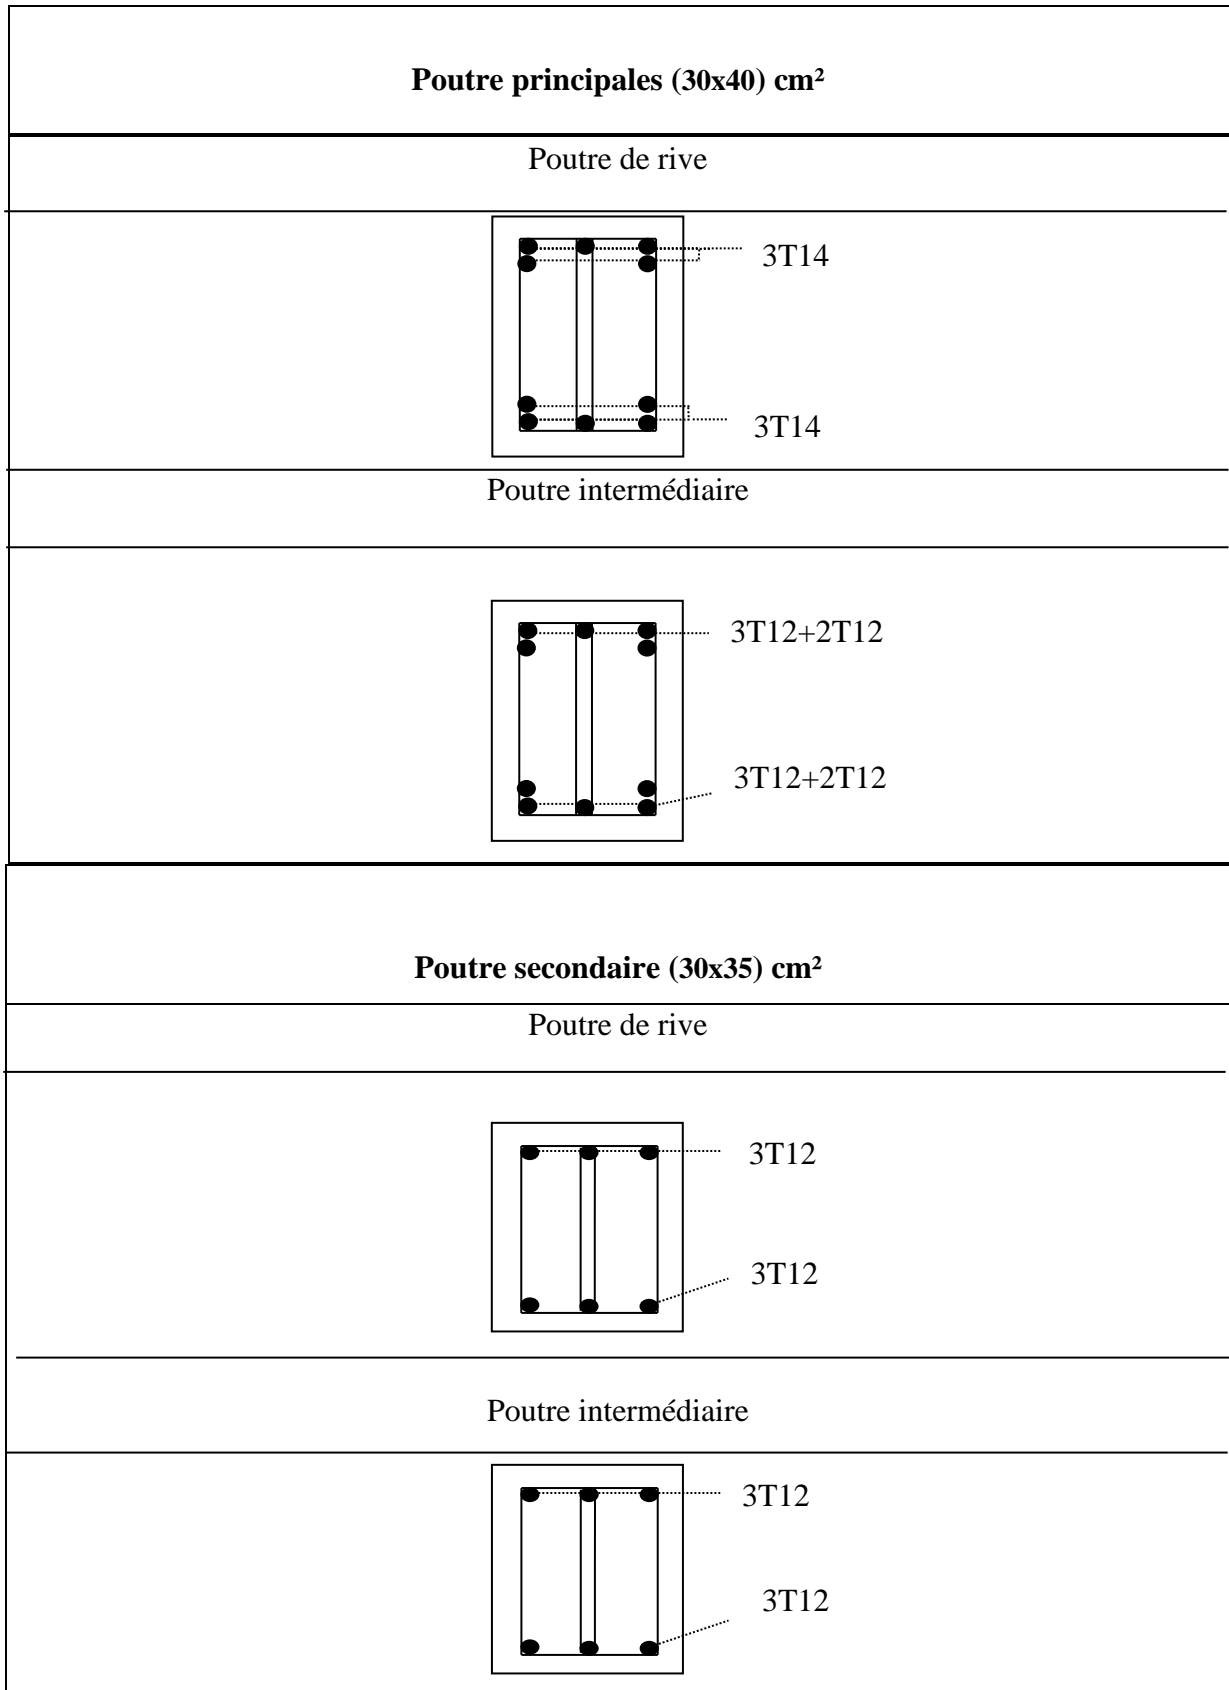 Poutre principales (30x40) cm²
Poutre de rive
3T14
3T14
Poutre intermédiaire
3T12+2T12
3T12+2T12
Poutre secondaire (30x35) cm²
Poutre de rive
3T12
3T12
Poutre intermédiaire
3T12
3T12